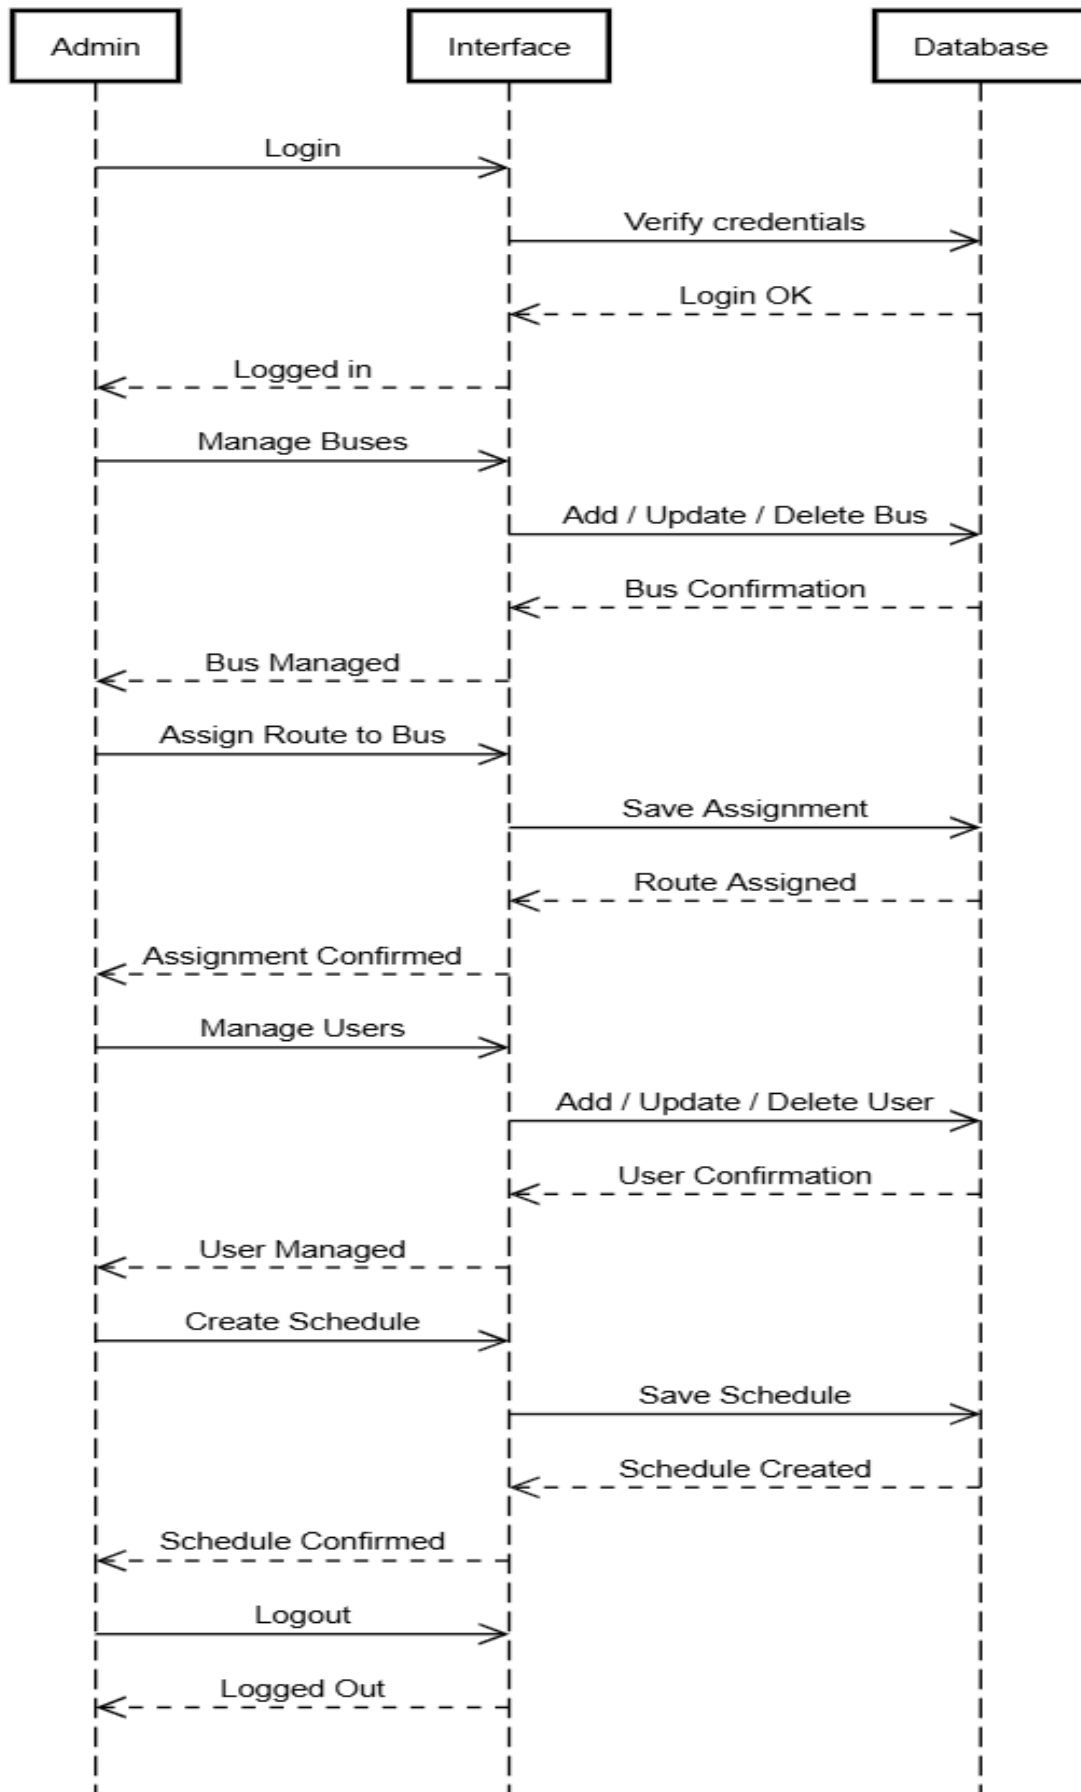 Admin
Interface
Database
Login
Verify credentials
Login OK
Logged in
Manage Buses
Add / Update / Delete Bus
Bus Confirmation
Bus Managed
Assign Route to Bus
Save Assignment
Route Assigned
Assignment Confirmed
Manage Users
Add / Update / Delete User
User Confirmation
User Managed
Create Schedule
Save Schedule
Schedule Created
Schedule Confirmed
Logout
Logged Out